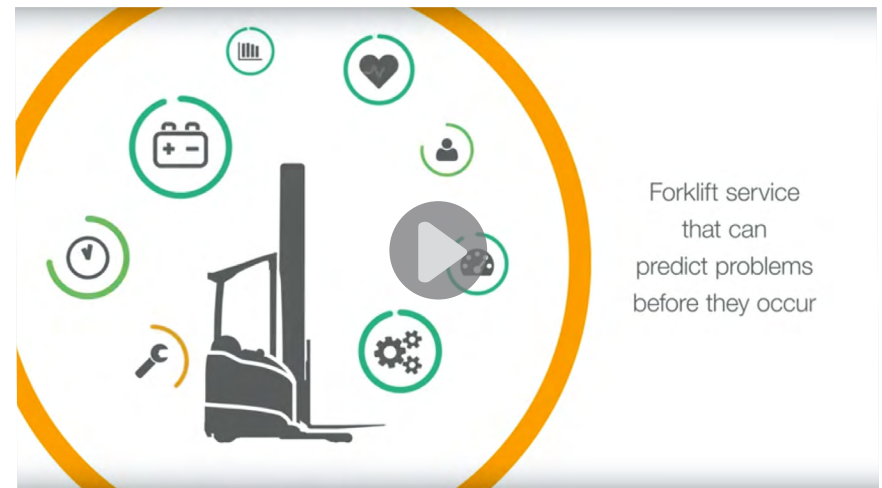 Forklift service
that can
predict problems
before they occur